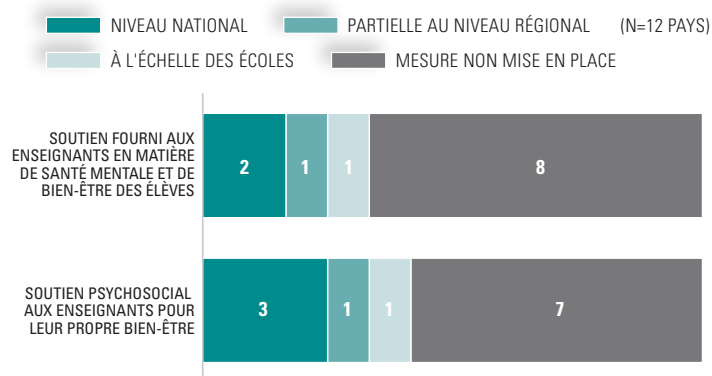 NIVEAU NATIONAL PARTIELLE AU NIVEAU RÉGIONAL (N=12 PAYS)
À L'ÉCHELLE DES ÉCOLES MESURE NON MISE EN PLACE
SOUTIEN FOURNI AUX
ENSEIGNANTS EN MATIÈRE
DE SANTÉ MENTALE ET DE
BIEN-ÊTRE DES ÉLÈVES
2 1 1 8
SOUTIEN PSYCHOSOCIAL
AUX ENSEIGNANTS POUR
LEUR PROPRE BIEN-ÊTRE
3 1 1 7